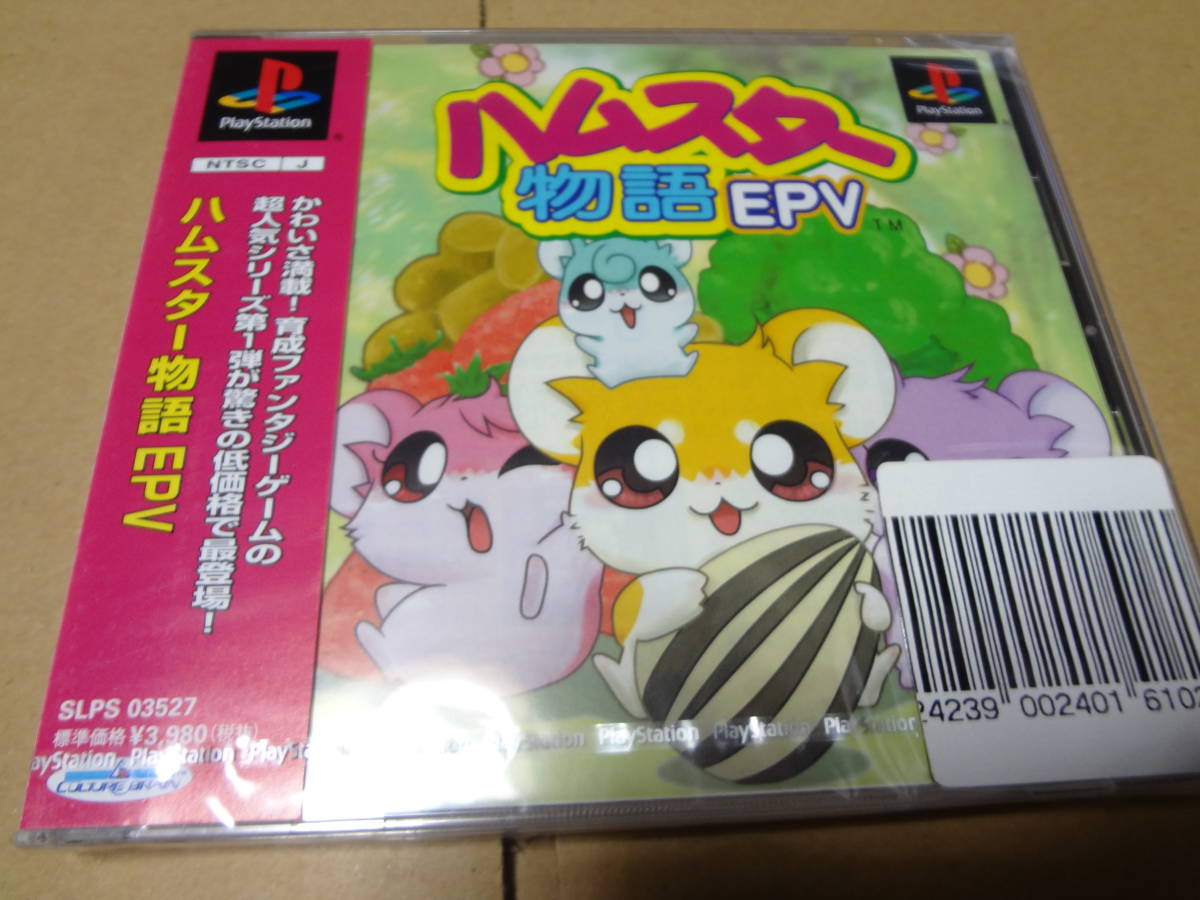 PlayStation
NTSC J
かわいさ満載!育成ファンタジーゲームの
超人気シリーズ第1弾が驚きの低価格で最登場!
ハムスター物語 EPV
SLPS 03527
標準価格 ¥3,980(税抜)
PlayStation PlayStation
CULTURE BRAIN
ハムスター
物語 EPV
TM
PlayStation
PlayStation PlayStation PlayStation
24239 002401 6102